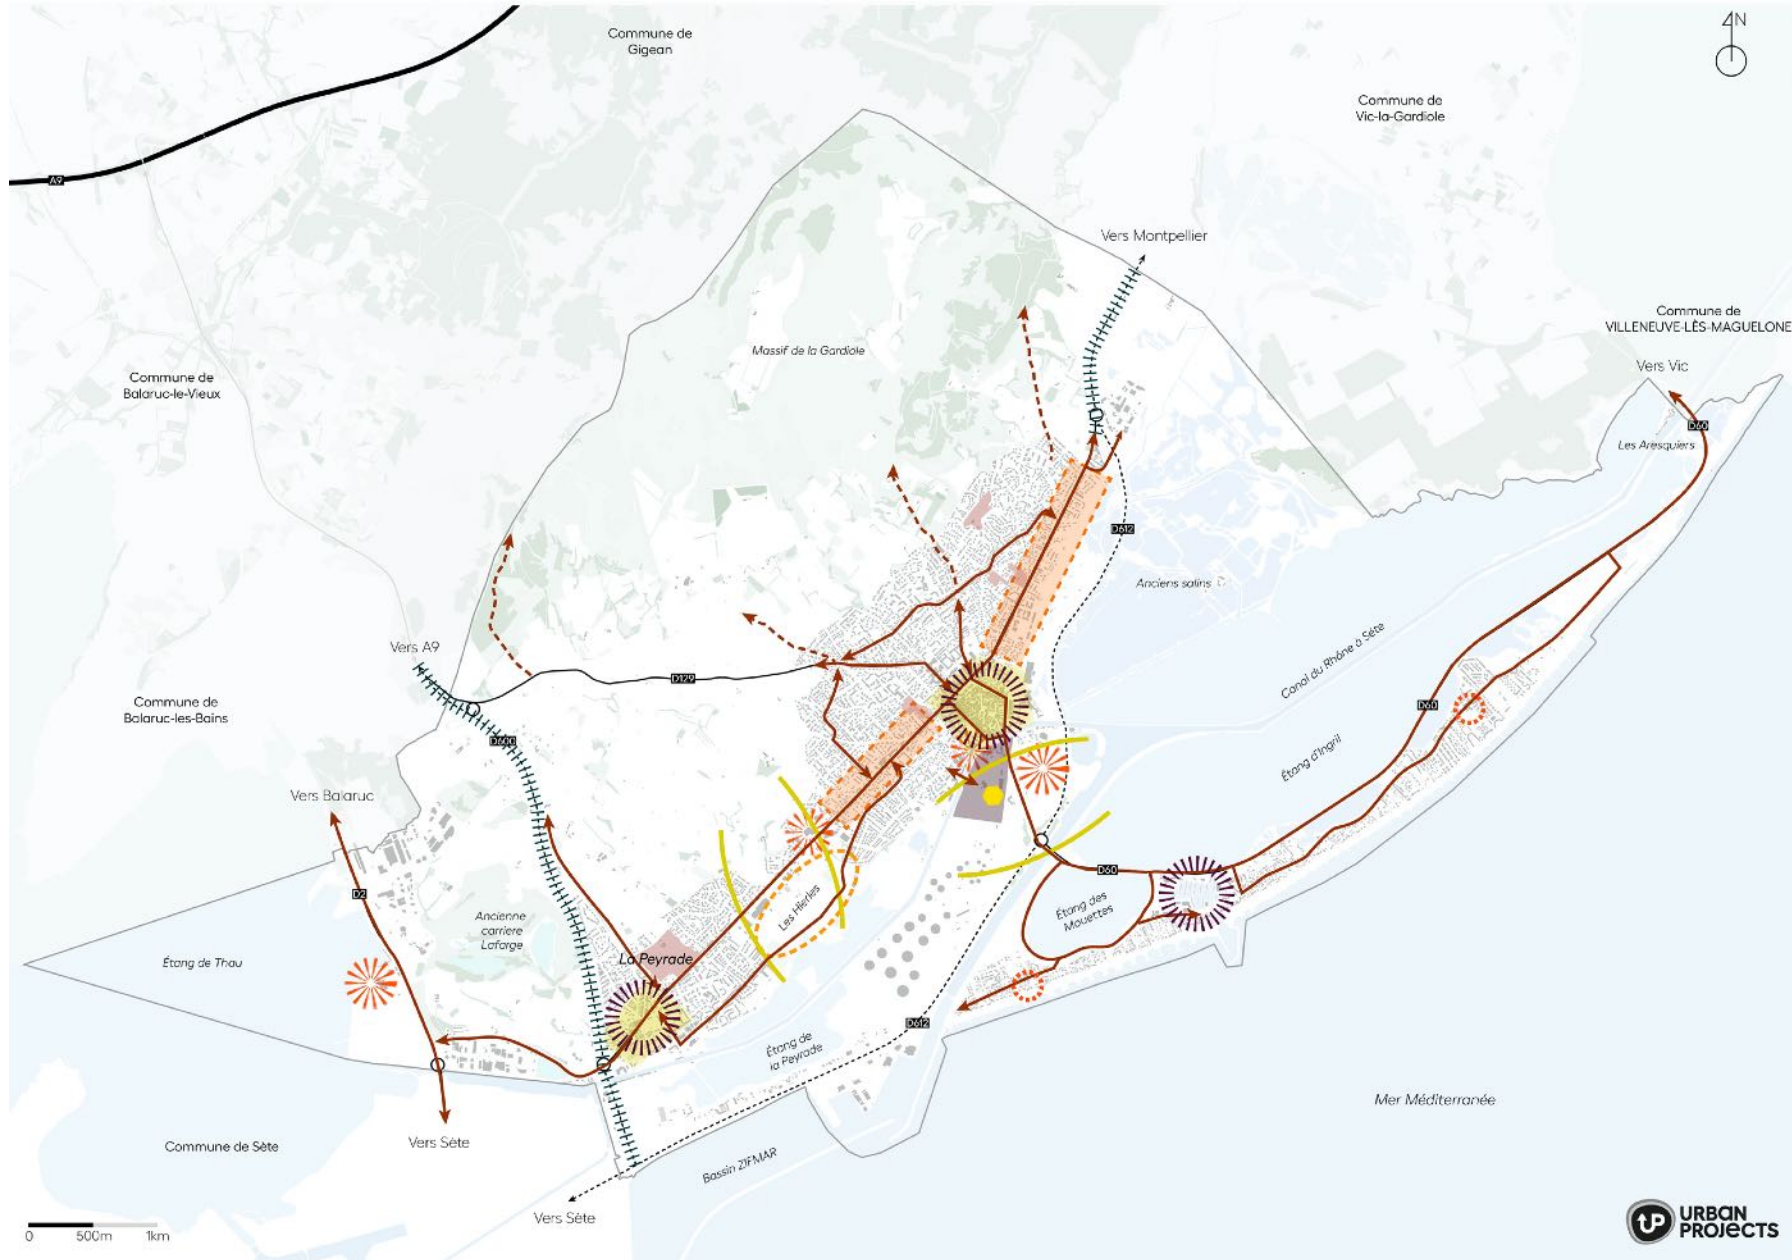 N
Commune de
Gigean
Commune de
Vic-la-Gardiole
A9
Vers Montpellier
Commune de
VILLENEUVE-LÈS-MAGUELONE
Massif de la Gardiole
Vers Vic
Commune de
Balaruc-le-Vieux
D60
Les Aresquiers
D612
Anciens salins
Vers A9
Canal du Rhône à Sète
D129
Commune de
Balaruc-les-Bains
D60
D600
Étang d'Ingril
Vers Balaruc
D60
D2
Les Hierles
Étang des
Mouettes
Ancienne
carriere
Lafarge
La Peyrade
Étang de Thau
D612
Étang de
la Peyrade
Mer Méditerranée
Commune de Sète
Vers Sète
Bassin ZIFMAR
Vers Sète
0 500m 1km
UP URBAN
PROJECTS